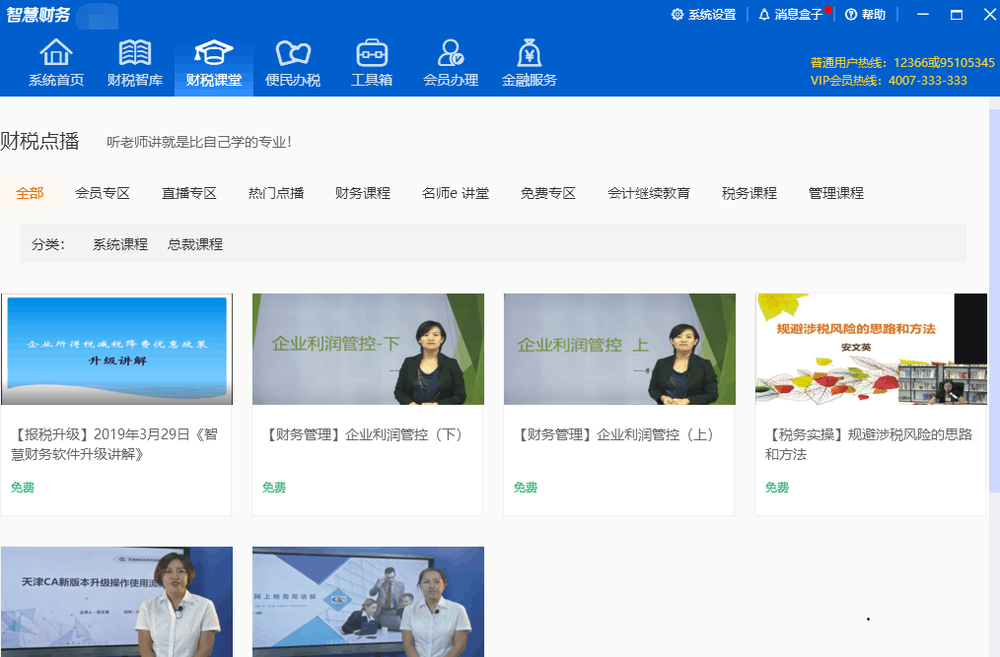 智慧财务
系统设置
消息盒子
帮助
系统首页
财税智库
财税课堂
便民办税
工具箱
会员办理
金融服务
普通用户热线：12366或95105345
VIP会员热线：4007-333-333
财税点播
听老师讲就是比自己学的专业！
全部 会员专区 直播专区 热门点播 财务课程 名师e 讲堂 免费专区 会计继续教育 税务课程 管理课程
分类： 系统课程 总裁课程
企业所得税减税降费优惠政策
升级讲解
企业利润管控-下
企业利润管控 上
规避涉税风险的思路和方法
安文英
【报税升级】2019年3月29日《智
慧财务软件升级讲解》
免费
【财务管理】企业利润管控（下）
免费
【财务管理】企业利润管控（上）
免费
【税务实操】规避涉税风险的思路
和方法
免费
天津CA新版本升级操作使用流
网上税务局讲解